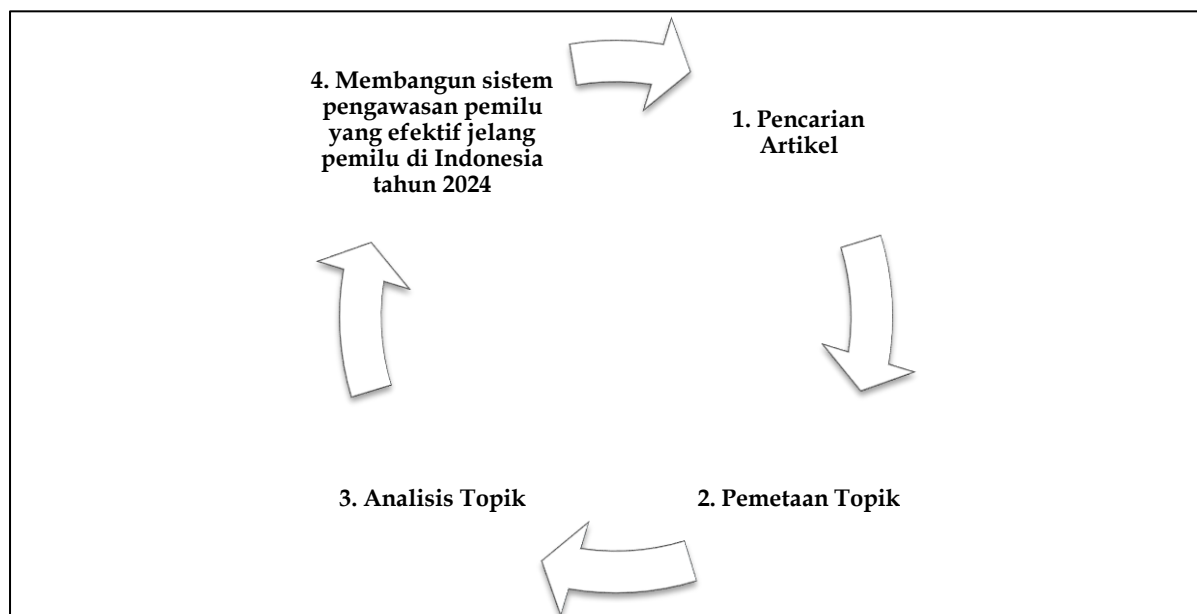 4. Membangun sistem
pengawasan pemilu
yang efektif jelang
pemilu di Indonesia
tahun 2024
1. Pencarian
Artikel
3. Analisis Topik
2. Pemetaan Topik